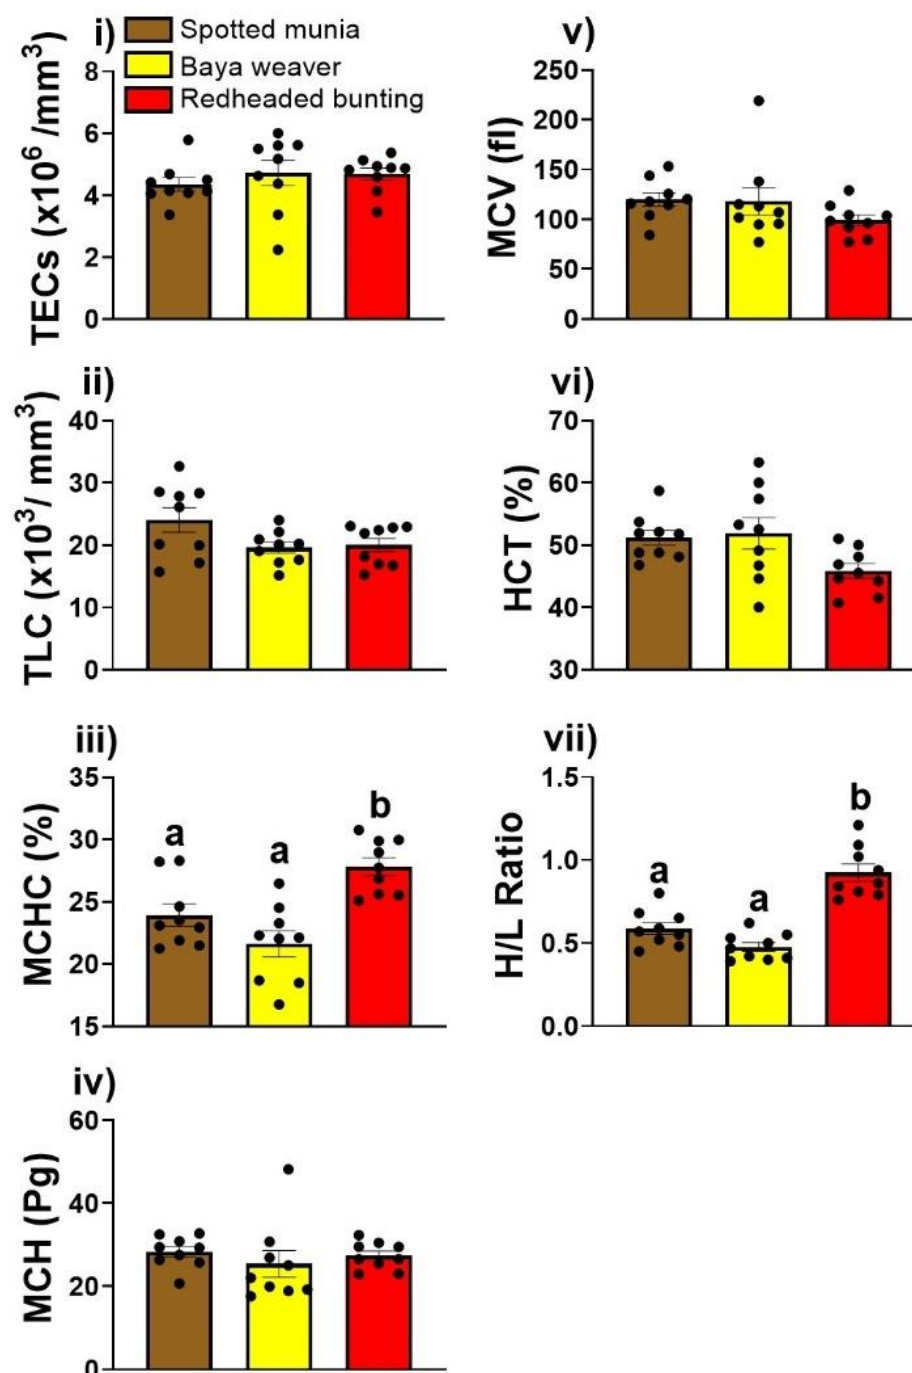 i)
Spotted munia
Baya weaver
Redheaded bunting
TECs (x10⁶ /mm³)
8
6
4
2
0
v)
MCV (fl)
250
200
150
100
50
0
ii)
TLC (x10³/ mm³)
40
30
20
10
0
vi)
HCT (%)
70
60
50
40
30
iii)
MCHC (%)
35
30
25
20
15
a
a
b
vii)
H/L Ratio
1.5
1.0
0.5
0.0
a
a
b
iv)
MCH (Pg)
60
40
20
0